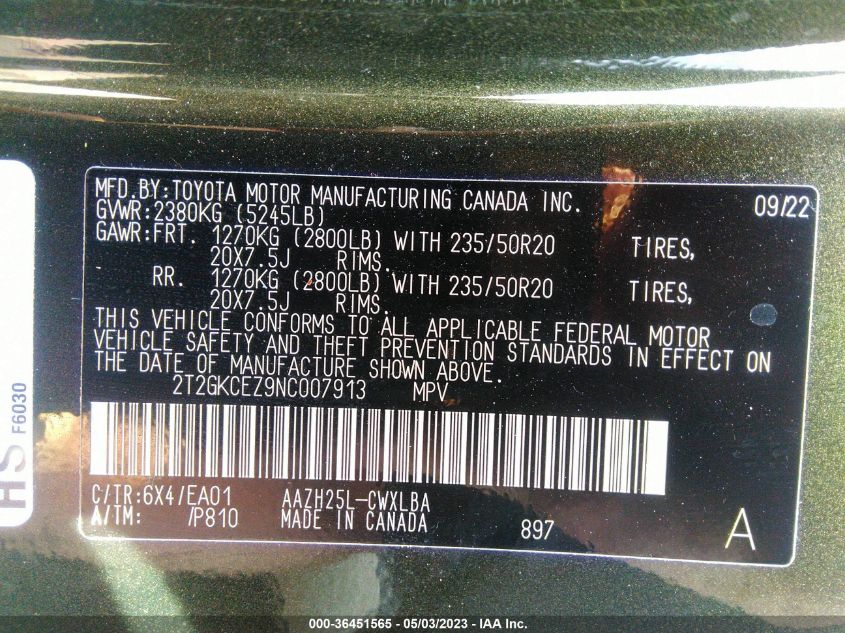 MFD.BY:TOYOTA MOTOR MANUFACTURING CANADA INC. 09/22
GVWR:2380KG (5245LB)
GAWR:FRT. 1270KG (2800LB) WITH 235/50R20 TIRES,
20X7.5J RIMS.
RR. 1270KG (2800LB) WITH 235/50R20 TIRES,
20X7.5J RIMS.
THIS VEHICLE CONFORMS TO ALL APPLICABLE FEDERAL MOTOR
VEHICLE SAFETY AND THEFT PREVENTION STANDARDS IN EFFECT ON
THE DATE OF MANUFACTURE SHOWN ABOVE.
2T2GKCEZ9NC007913 MPV
C/TR:6X4/EA01 AAZH25L-CWXLBA
A/TM: /P810 MADE IN CANADA 897 A
HS
F6030
000-36451565 - 05/03/2023 - IAA Inc.